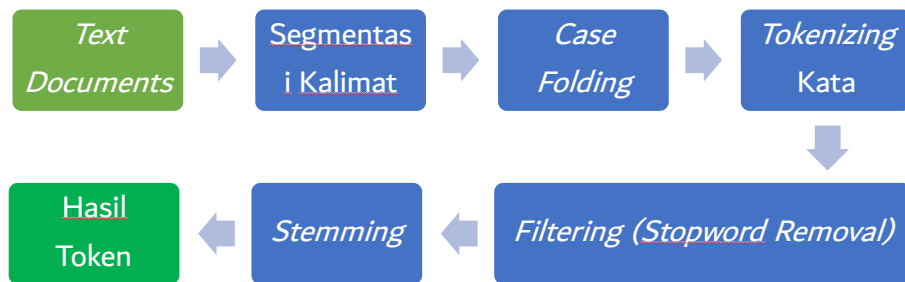 Text
Documents
Segmentas
i Kalimat
Case
Folding
Tokenizing
Kata
Filtering (Stopword Removal)
Stemming
Hasil
Token